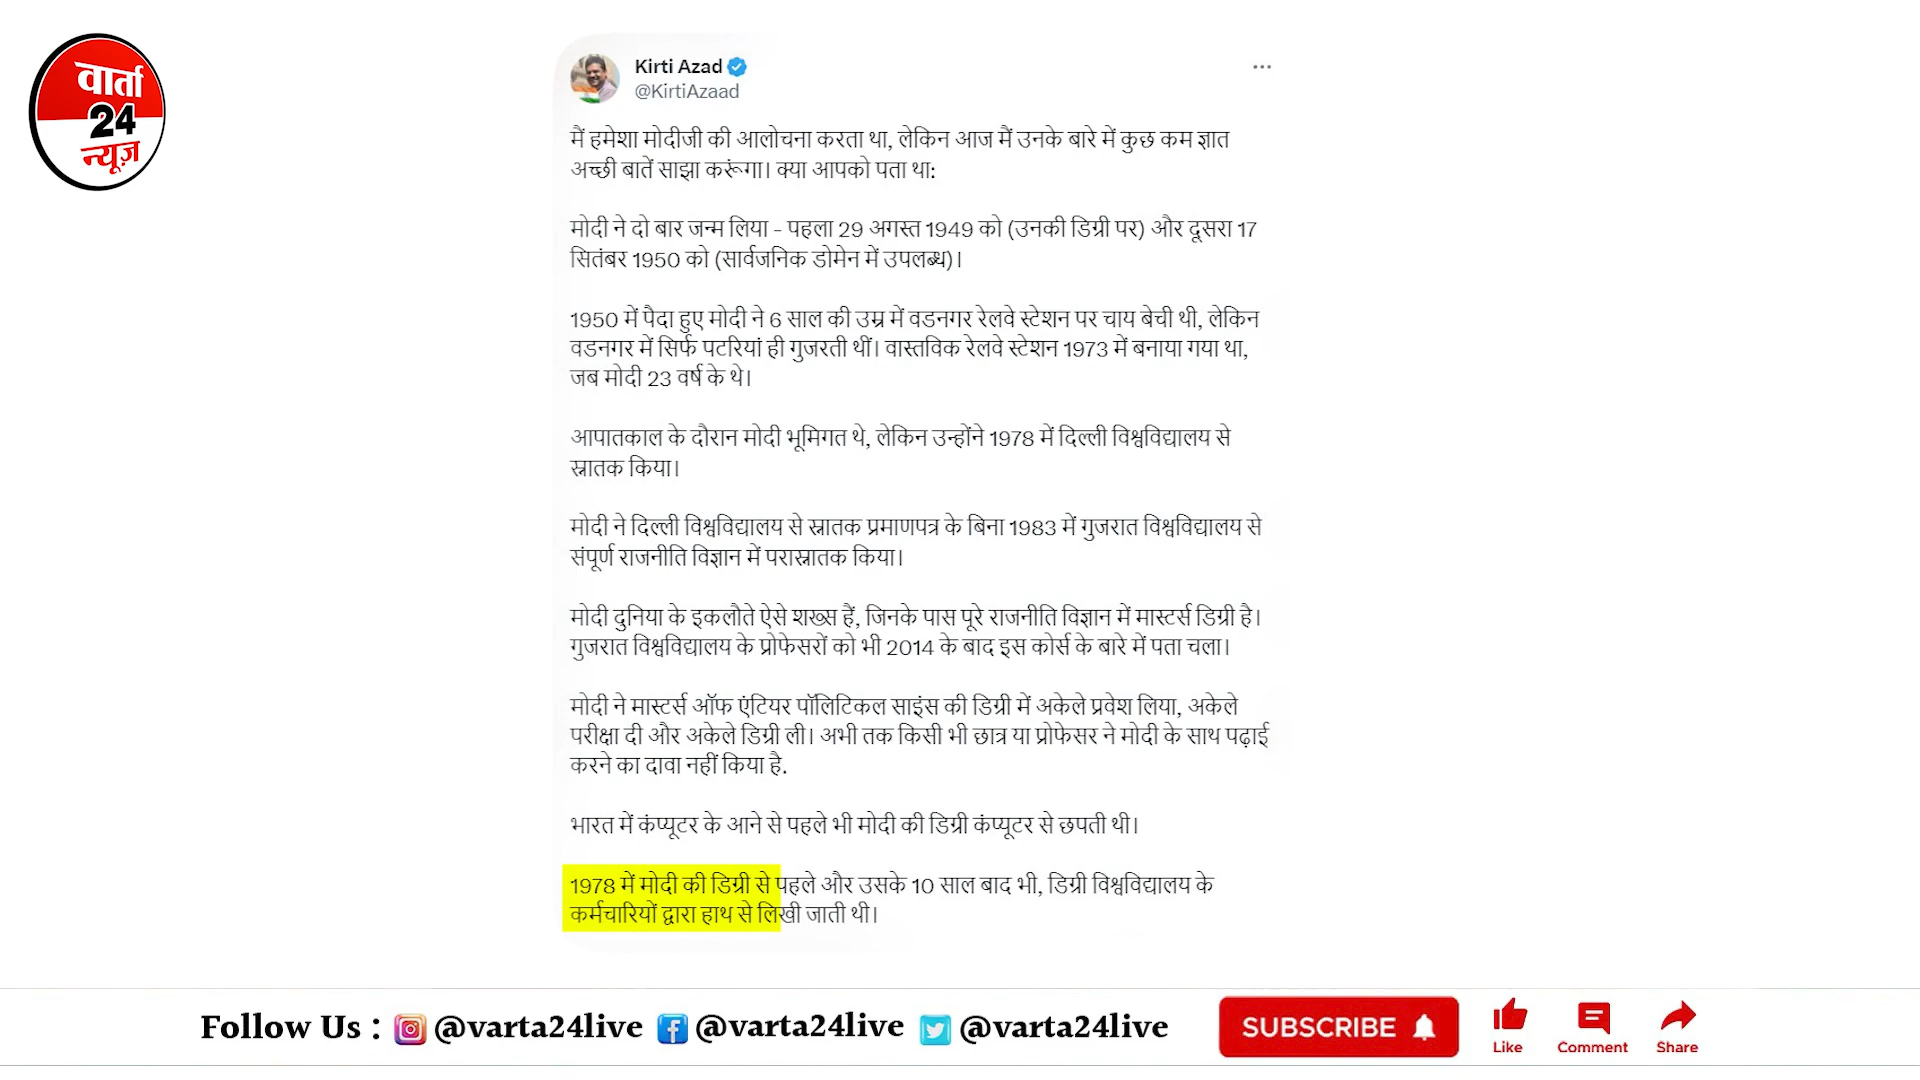 वार्ता
24
न्यूज़
Kirti Azad
@KirtiAzaad
मैं हमेशा मोदीजी की आलोचना करता था, लेकिन आज मैं उनके बारे में कुछ कम ज्ञात
अच्छी बातें साझा करूंगा। क्या आपको पता था:
मोदी ने दो बार जन्म लिया - पहला 29 अगस्त 1949 को (उनकी डिग्री पर) और दूसरा 17
सितंबर 1950 को (सार्वजनिक डोमेन में उपलब्ध)।
1950 में पैदा हुए मोदी ने 6 साल की उम्र में वडनगर रेलवे स्टेशन पर चाय बेची थी, लेकिन
वडनगर में सिर्फ पटरियां ही गुजरती थीं। वास्तविक रेलवे स्टेशन 1973 में बनाया गया था,
जब मोदी 23 वर्ष के थे।
आपातकाल के दौरान मोदी भूमिगत थे, लेकिन उन्होंने 1978 में दिल्ली विश्वविद्यालय से
स्नातक किया।
मोदी ने दिल्ली विश्वविद्यालय से स्नातक प्रमाणपत्र के बिना 1983 में गुजरात विश्वविद्यालय से
संपूर्ण राजनीति विज्ञान में परास्नातक किया।
मोदी दुनिया के इकलौते ऐसे शख्स हैं, जिनके पास पूरे राजनीति विज्ञान में मास्टर्स डिग्री है।
गुजरात विश्वविद्यालय के प्रोफेसरों को भी 2014 के बाद इस कोर्स के बारे में पता चला।
मोदी ने मास्टर्स ऑफ एंटियर पॉलिटिकल साइंस की डिग्री में अकेले प्रवेश लिया, अकेले
परीक्षा दी और अकेले डिग्री ली। अभी तक किसी भी छात्र या प्रोफेसर ने मोदी के साथ पढ़ाई
करने का दावा नहीं किया है.
भारत में कंप्यूटर के आने से पहले भी मोदी की डिग्री कंप्यूटर से छपती थी।
1978 में मोदी की डिग्री से पहले और उसके 10 साल बाद भी, डिग्री विश्वविद्यालय के
कर्मचारियों द्वारा हाथ से लिखी जाती थी।
Follow Us : @varta24live @varta24live @varta24live SUBSCRIBE
Like Comment Share